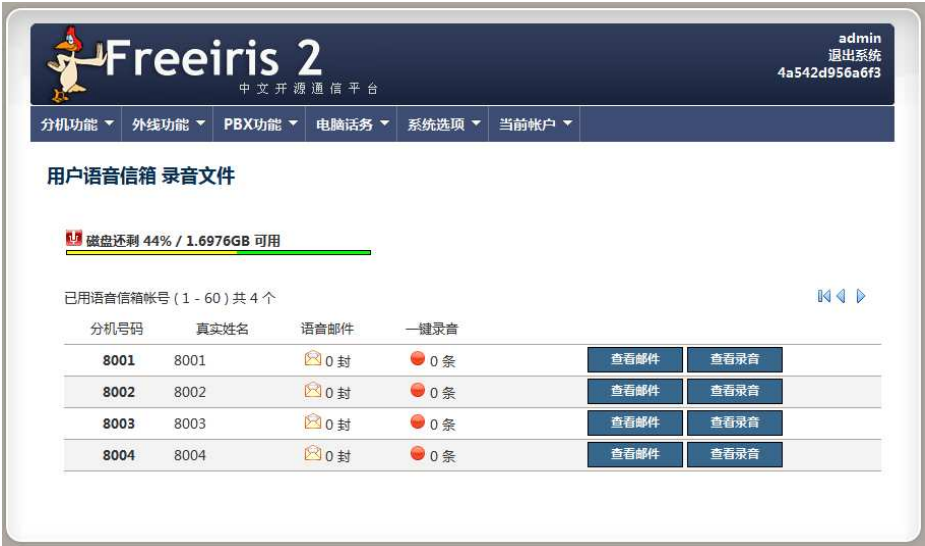 Freeiris 2
中文开源通信平台
admin
退出系统
4a542d956a6f3
分机功能 外线功能 PBX功能 电脑话务 系统选项 当前帐户
用户语音信箱 录音文件
磁盘还剩 44% / 1.6976GB 可用
已用语音信箱帐号 ( 1 - 60 ) 共 4 个
分机号码 真实姓名 语音邮件 一键录音
8001 8001 0 封 0 条 查看邮件 查看录音
8002 8002 0 封 0 条 查看邮件 查看录音
8003 8003 0 封 0 条 查看邮件 查看录音
8004 8004 0 封 0 条 查看邮件 查看录音